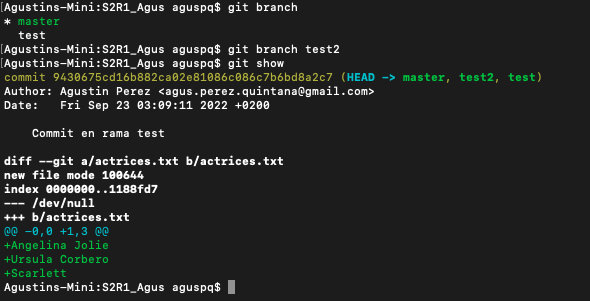 [Agustins-Mini:S2R1_Agus aguspq$ git branch
* master
  test
[Agustins-Mini:S2R1_Agus aguspq$ git branch test2
[Agustins-Mini:S2R1_Agus aguspq$ git show
commit 9430675cd16b882ca02e81086c086c7b6bd8a2c7 (HEAD -> master, test2, test)
Author: Agustin Perez <agus.perez.quintana@gmail.com>
Date:   Fri Sep 23 03:09:11 2022 +0200

    Commit en rama test

diff --git a/actrices.txt b/actrices.txt
new file mode 100644
index 0000000..1188fd7
--- /dev/null
+++ b/actrices.txt
@@ -0,0 +1,3 @@
+Angelina Jolie
+Ursula Corbero
+Scarlett
Agustins-Mini:S2R1_Agus aguspq$